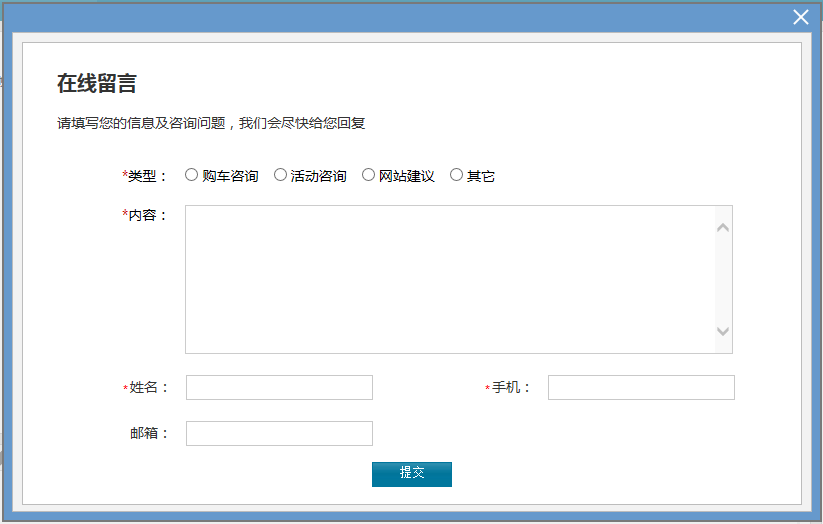 在线留言
请填写您的信息及咨询问题，我们会尽快给您回复
*类型： 购车咨询 活动咨询 网站建议 其它
*内容：
*姓名： *手机：
邮箱：
提交